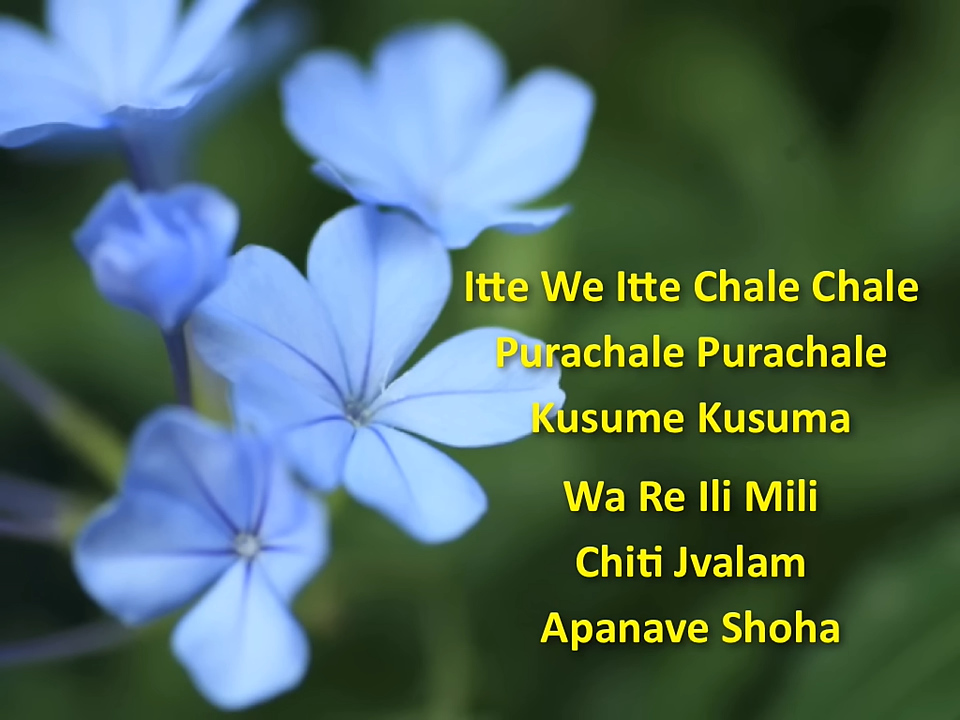 Itte We Itte Chale Chale
Purachale Purachale
Kusume Kusuma
Wa Re Ili Mili
Chiti Jvalam
Apanave Shoha